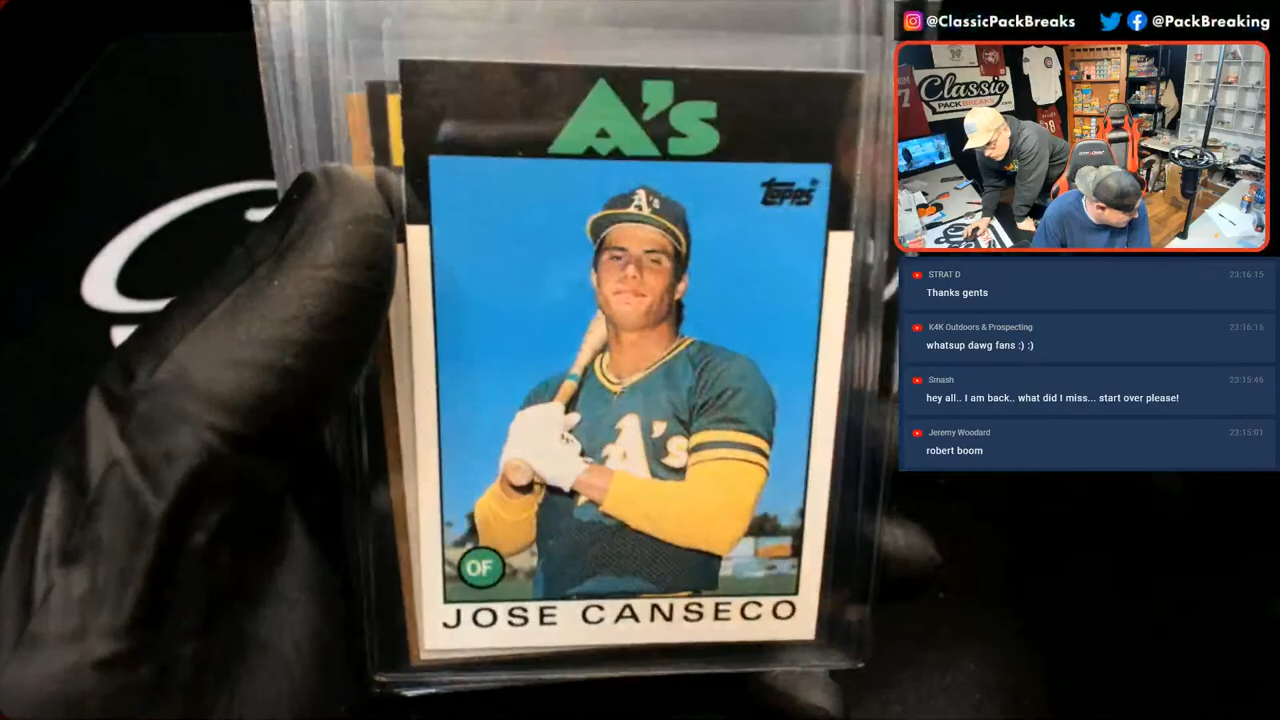 @ClassicPackBreaks
@PackBreaking
A's
Topps
A's
A's
OF
JOSE CANSECO
Classic
PACKBREAKS.com
STRAT D
23:16:15
Thanks gents
K4K Outdoors & Prospecting
23:16:15
whatsup dawg fans :) :)
Smash
23:15:46
hey all.. I am back.. what did I miss... start over please!
Jeremy Woodard
23:15:01
robert boom